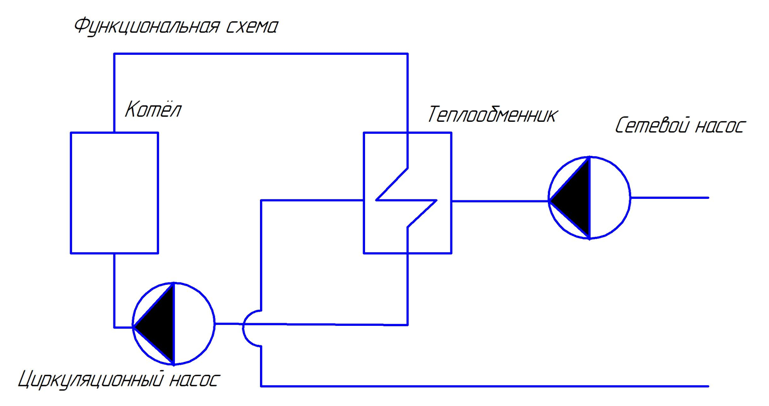 Функциональная схема
Котёл
Теплообменник
Сетевой насос
Циркуляционный насос